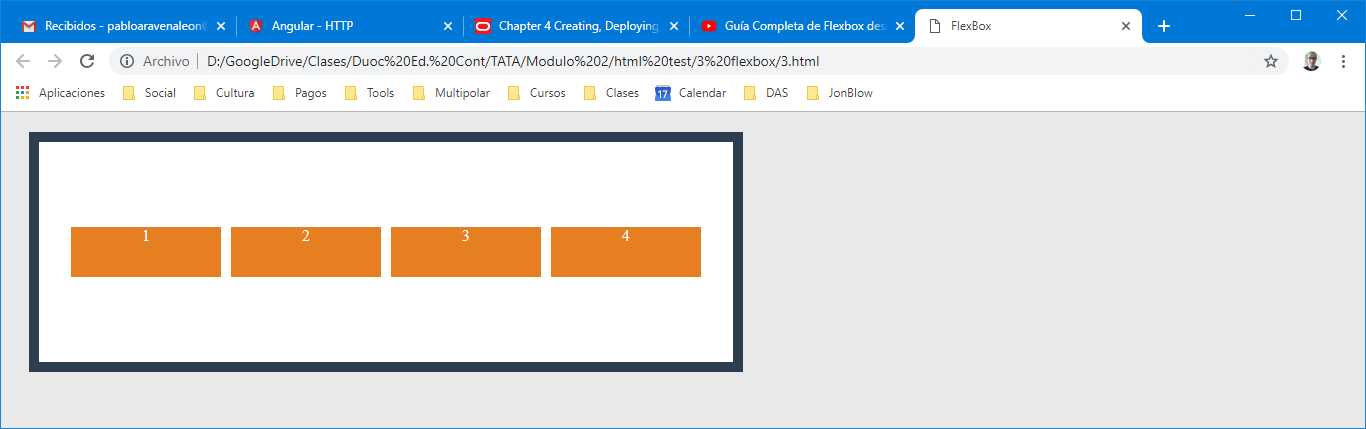 Recibidos - pabloaravenaleon@
Angular - HTTP
Chapter 4 Creating, Deploying,
Guía Completa de Flexbox des
FlexBox
Archivo
D:/GoogleDrive/Clases/Duoc%20Ed.%20Cont/TATA/Modulo%202/html%20test/3%20flexbox/3.html
Aplicaciones
Social
Cultura
Pagos
Tools
Multipolar
Cursos
Clases
17
Calendar
DAS
JonBlow
1
2
3
4